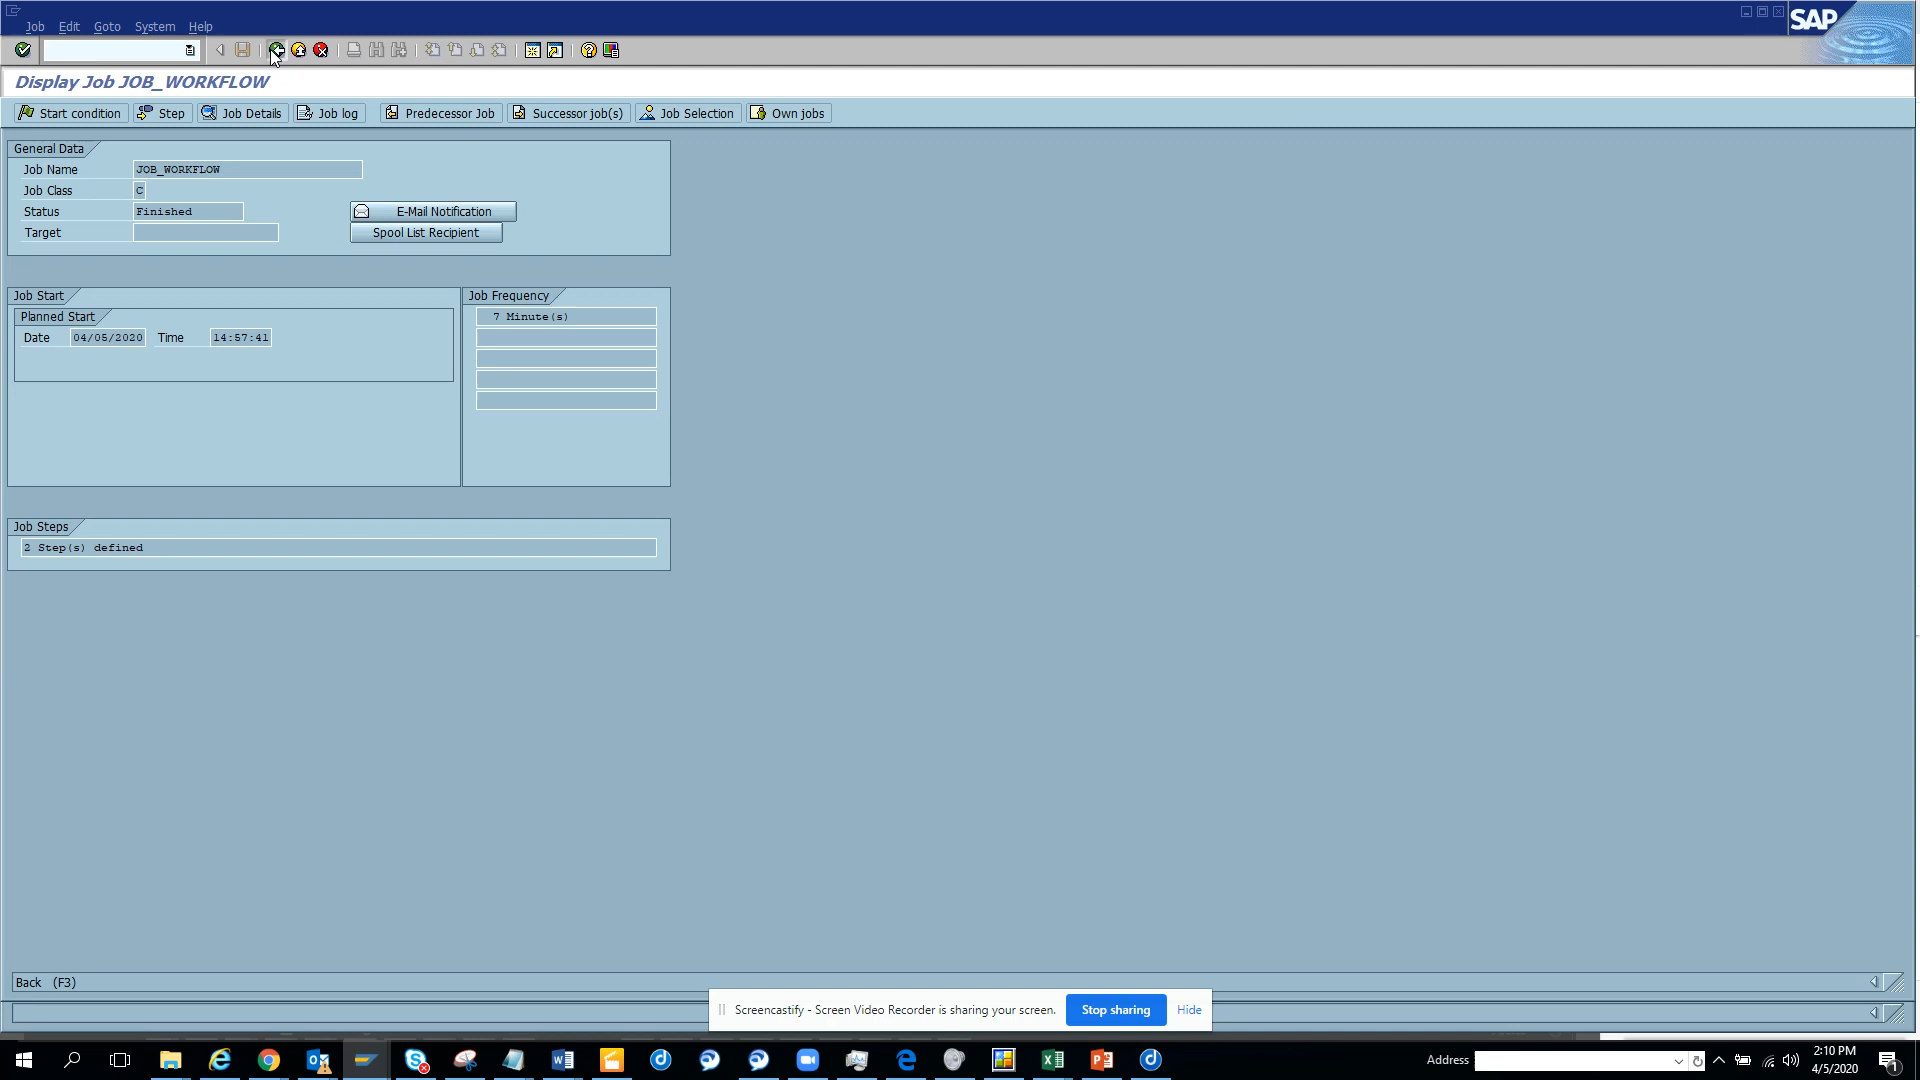 Job Edit Goto System Help
SAP
Display Job JOB_WORKFLOW
Start condition Step Job Details Job log Predecessor Job Successor job(s) Job Selection Own jobs
General Data
Job Name JOB_WORKFLOW
Job Class C
Status Finished E-Mail Notification
Target Spool List Recipient
Job Start Job Frequency
Planned Start 7 Minute(s)
Date 04/05/2020 Time 14:57:41
Job Steps
2 Step(s) defined
Back (F3)
Screencastify - Screen Video Recorder is sharing your screen. Stop sharing Hide
Address
2:10 PM
4/5/2020
1